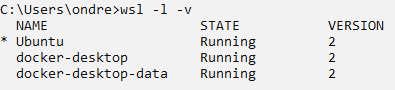 C:\Users\ondre>wsl -l -v
  NAME                   STATE           VERSION
* Ubuntu                 Running         2
  docker-desktop         Running         2
  docker-desktop-data    Running         2